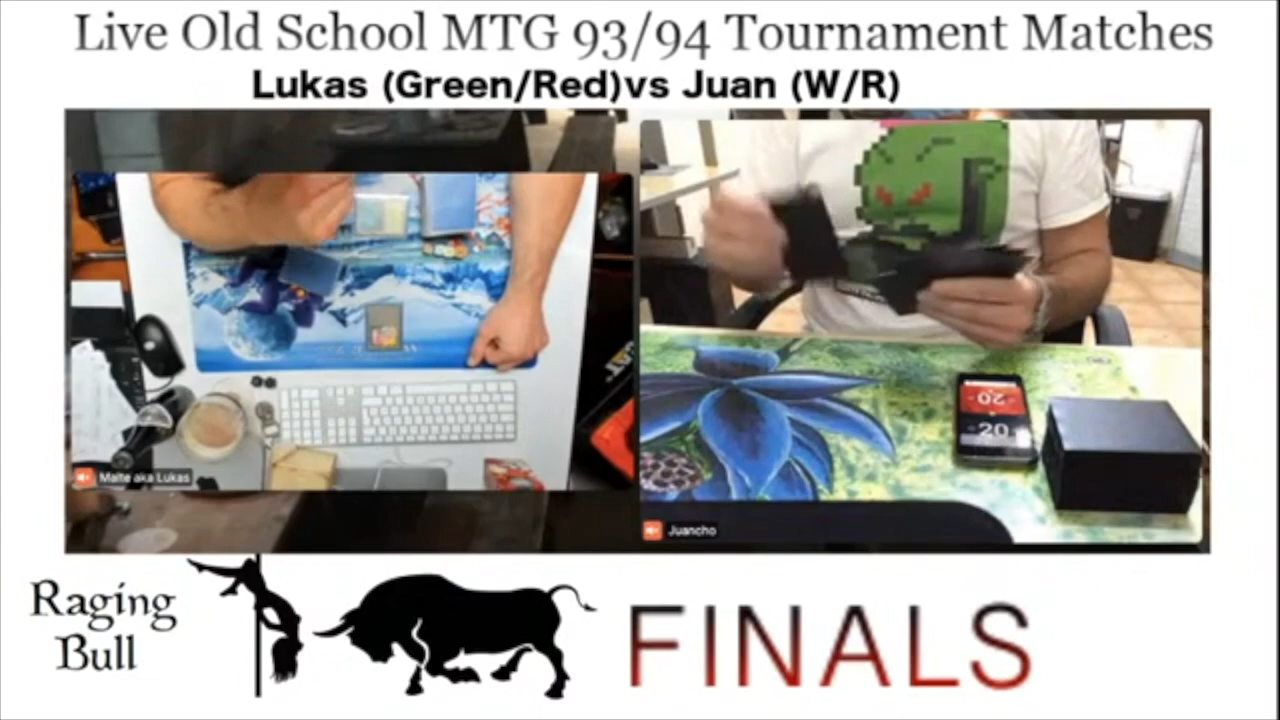 Live Old School MTG 93/94 Tournament Matches
Lukas (Green/Red)vs Juan (W/R)
Malte aka Lukas
20
20
Juancho
Raging
Bull
FINALS